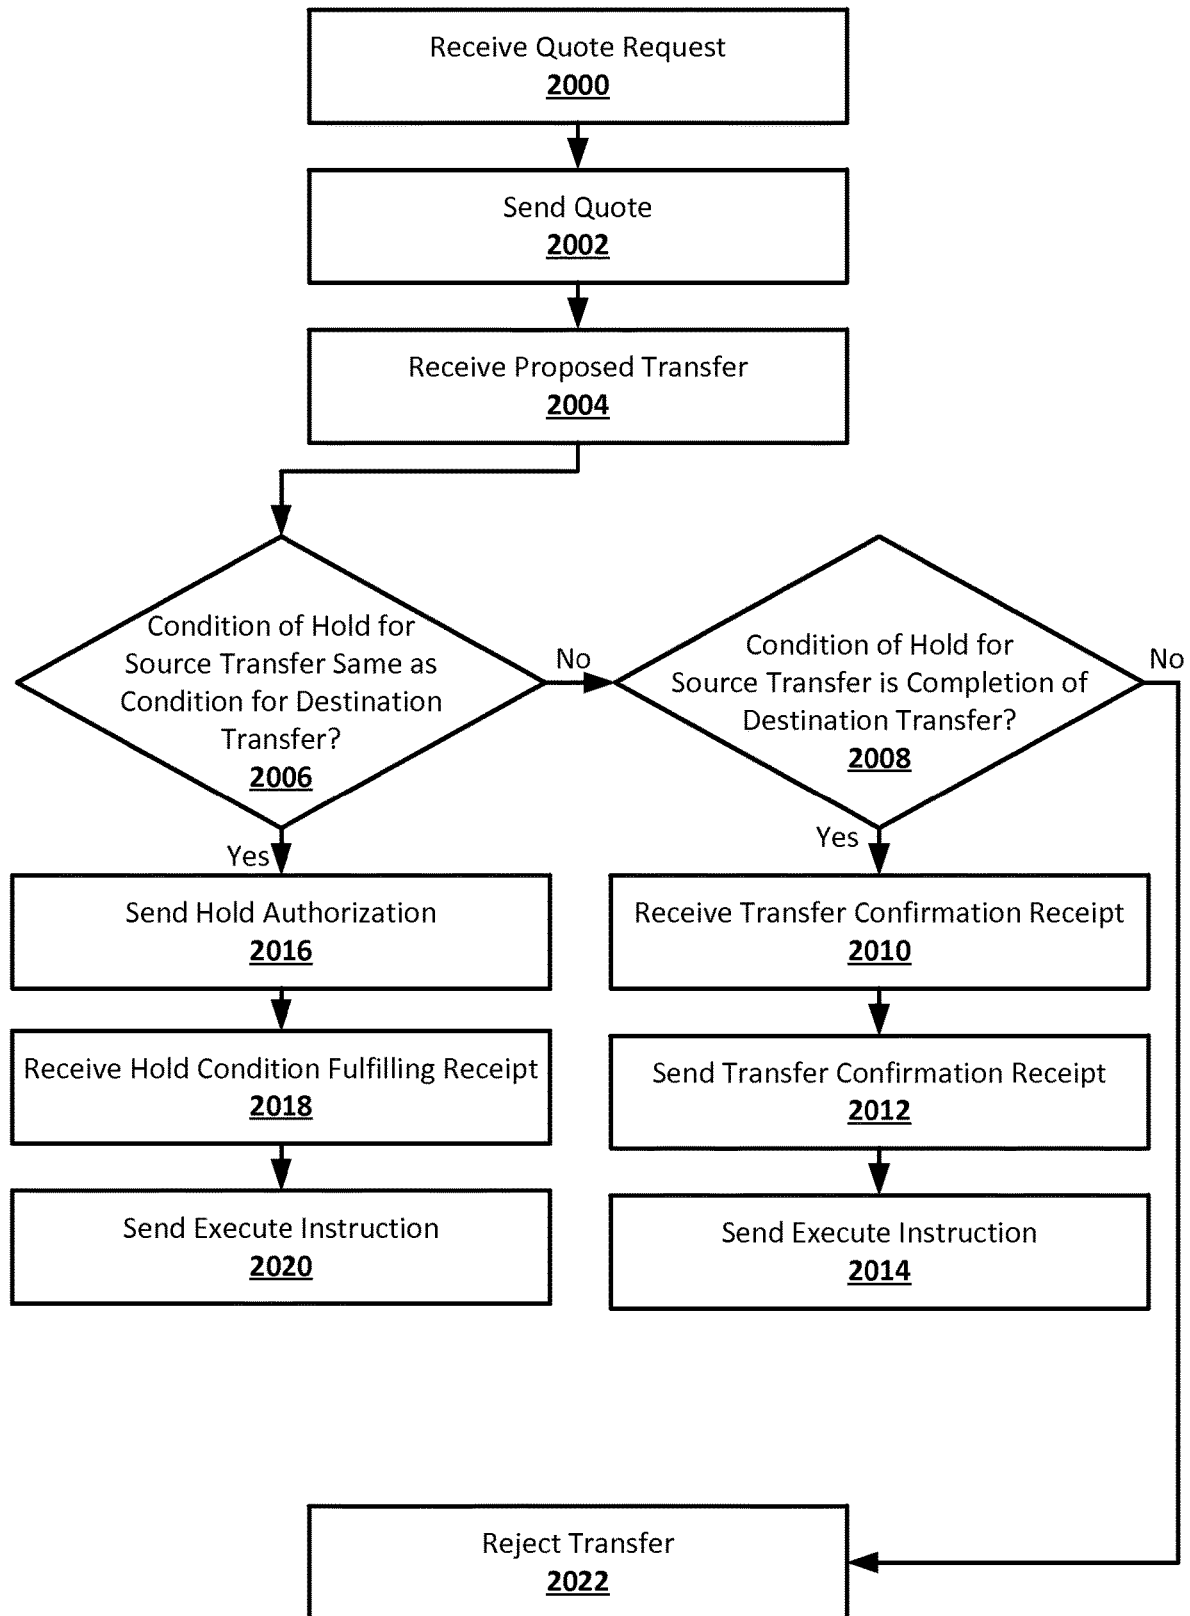 Receive Quote Request
2000
Send Quote
2002
Receive Proposed Transfer
2004
Condition of Hold for
Source Transfer Same as
Condition for Destination
Transfer?
2006
No
Condition of Hold for
Source Transfer is Completion of
Destination Transfer?
2008
No
Yes
Send Hold Authorization
2016
Receive Hold Condition Fulfilling Receipt
2018
Send Execute Instruction
2020
Yes
Receive Transfer Confirmation Receipt
2010
Send Transfer Confirmation Receipt
2012
Send Execute Instruction
2014
Reject Transfer
2022